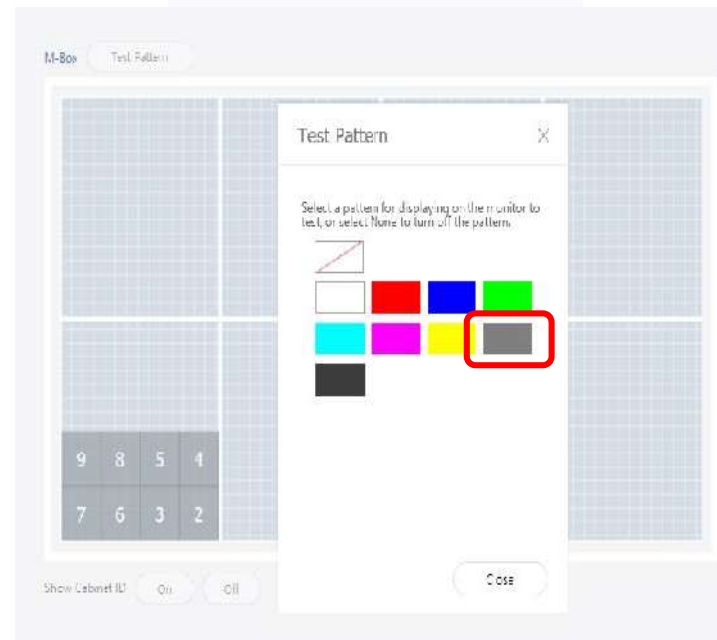 M-Box Test Pattern
Test Pattern
Select a pattern for displaying on the monitor to
test, or select None to turn off the pattern.
9 8 5 4
7 6 3 2
Close
Show Cabinet ID On Off